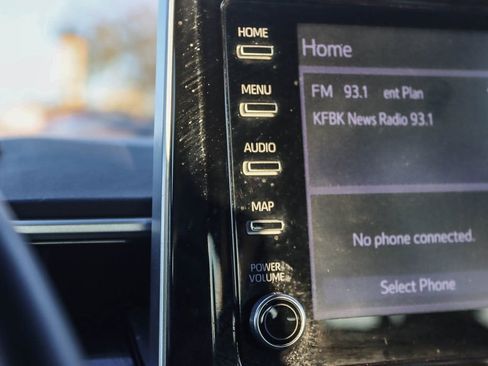 HOME
MENU
AUDIO
MAP
POWER
VOLUME
Home
FM 93.1 ent Plan
KFBK News Radio 93.1
No phone connected.
Select Phone